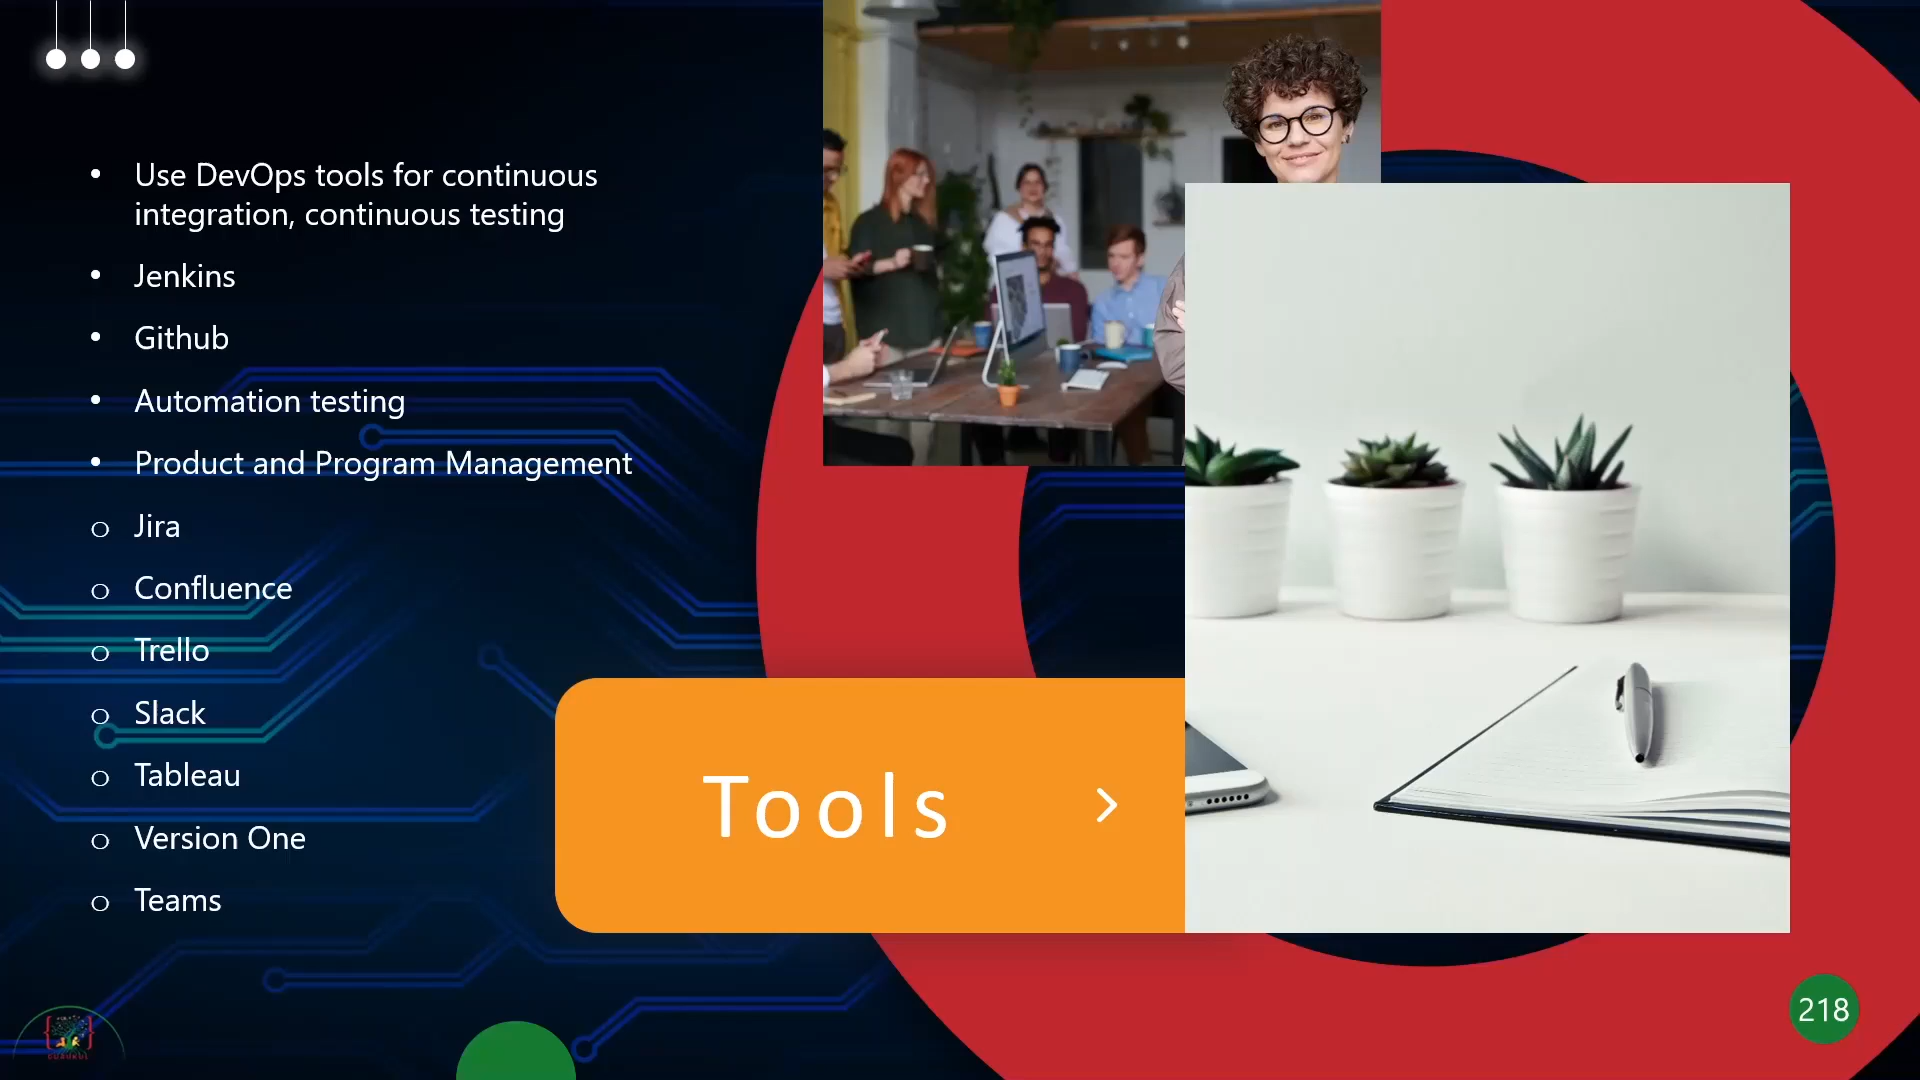 Use DevOps tools for continuous
integration, continuous testing
Jenkins
Github
Automation testing
Product and Program Management
Jira
Confluence
Trello
Slack
Tableau
Version One
Teams
Tools
218